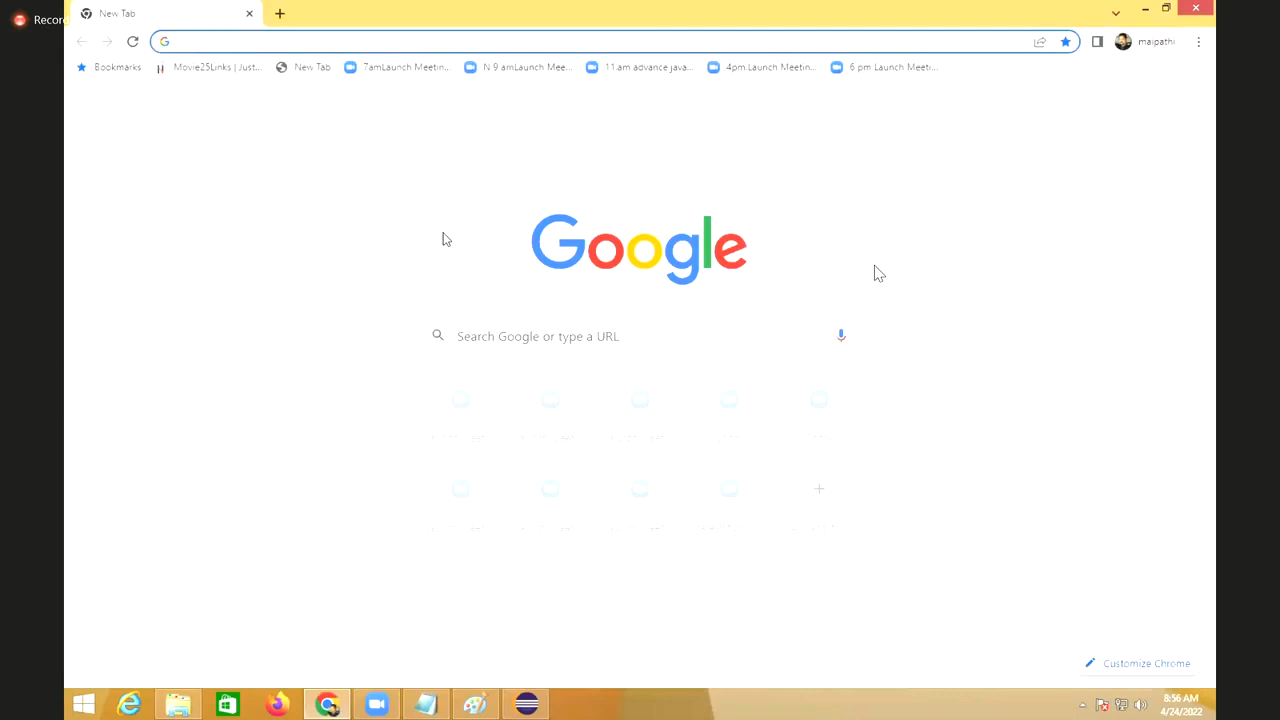 Record
New Tab
maipathi
Bookmarks
Movie25Links | Just...
New Tab
7amLaunch Meetin...
N 9 amLaunch Mee...
11.am advance java...
4pm.Launch Meetin...
6 pm Launch Meeti...
Google
Search Google or type a URL
Customize Chrome
8:56 AM
4/24/2022